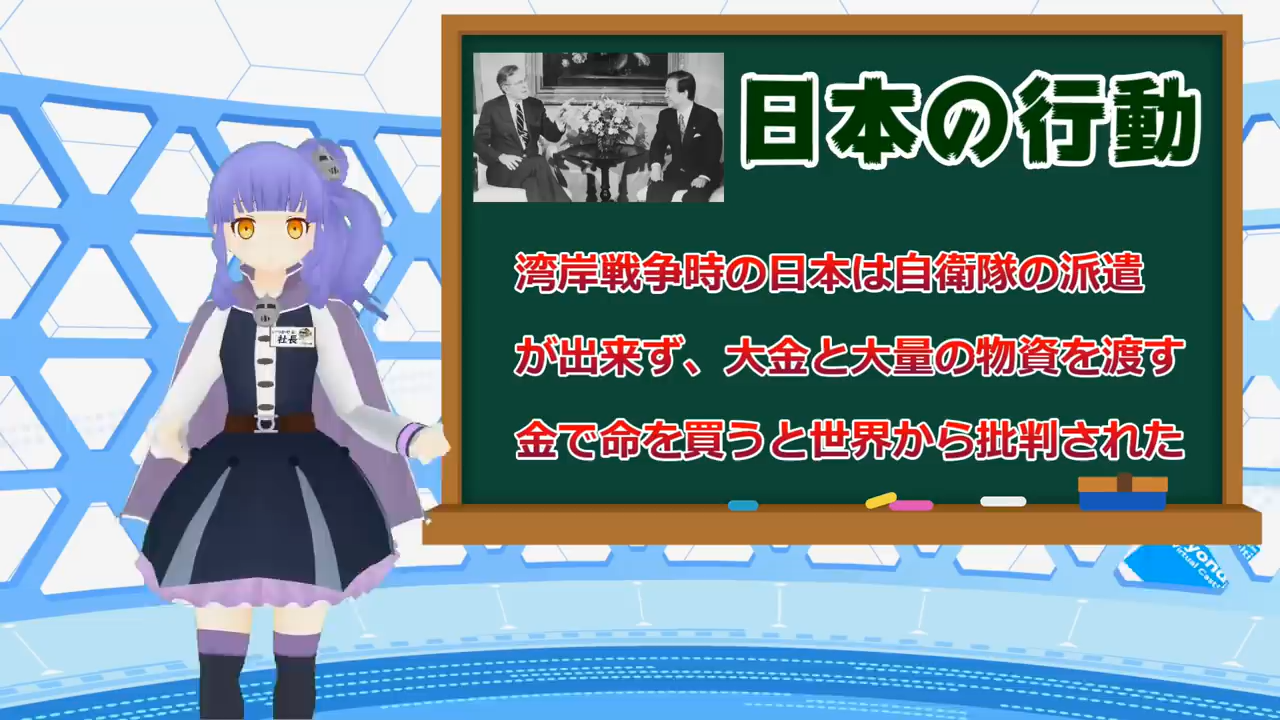 日本の行動
湾岸戦争時の日本は自衛隊の派遣
が出来ず、大金と大量の物資を渡す
金で命を買うと世界から批判された
社長
Virtual Cast